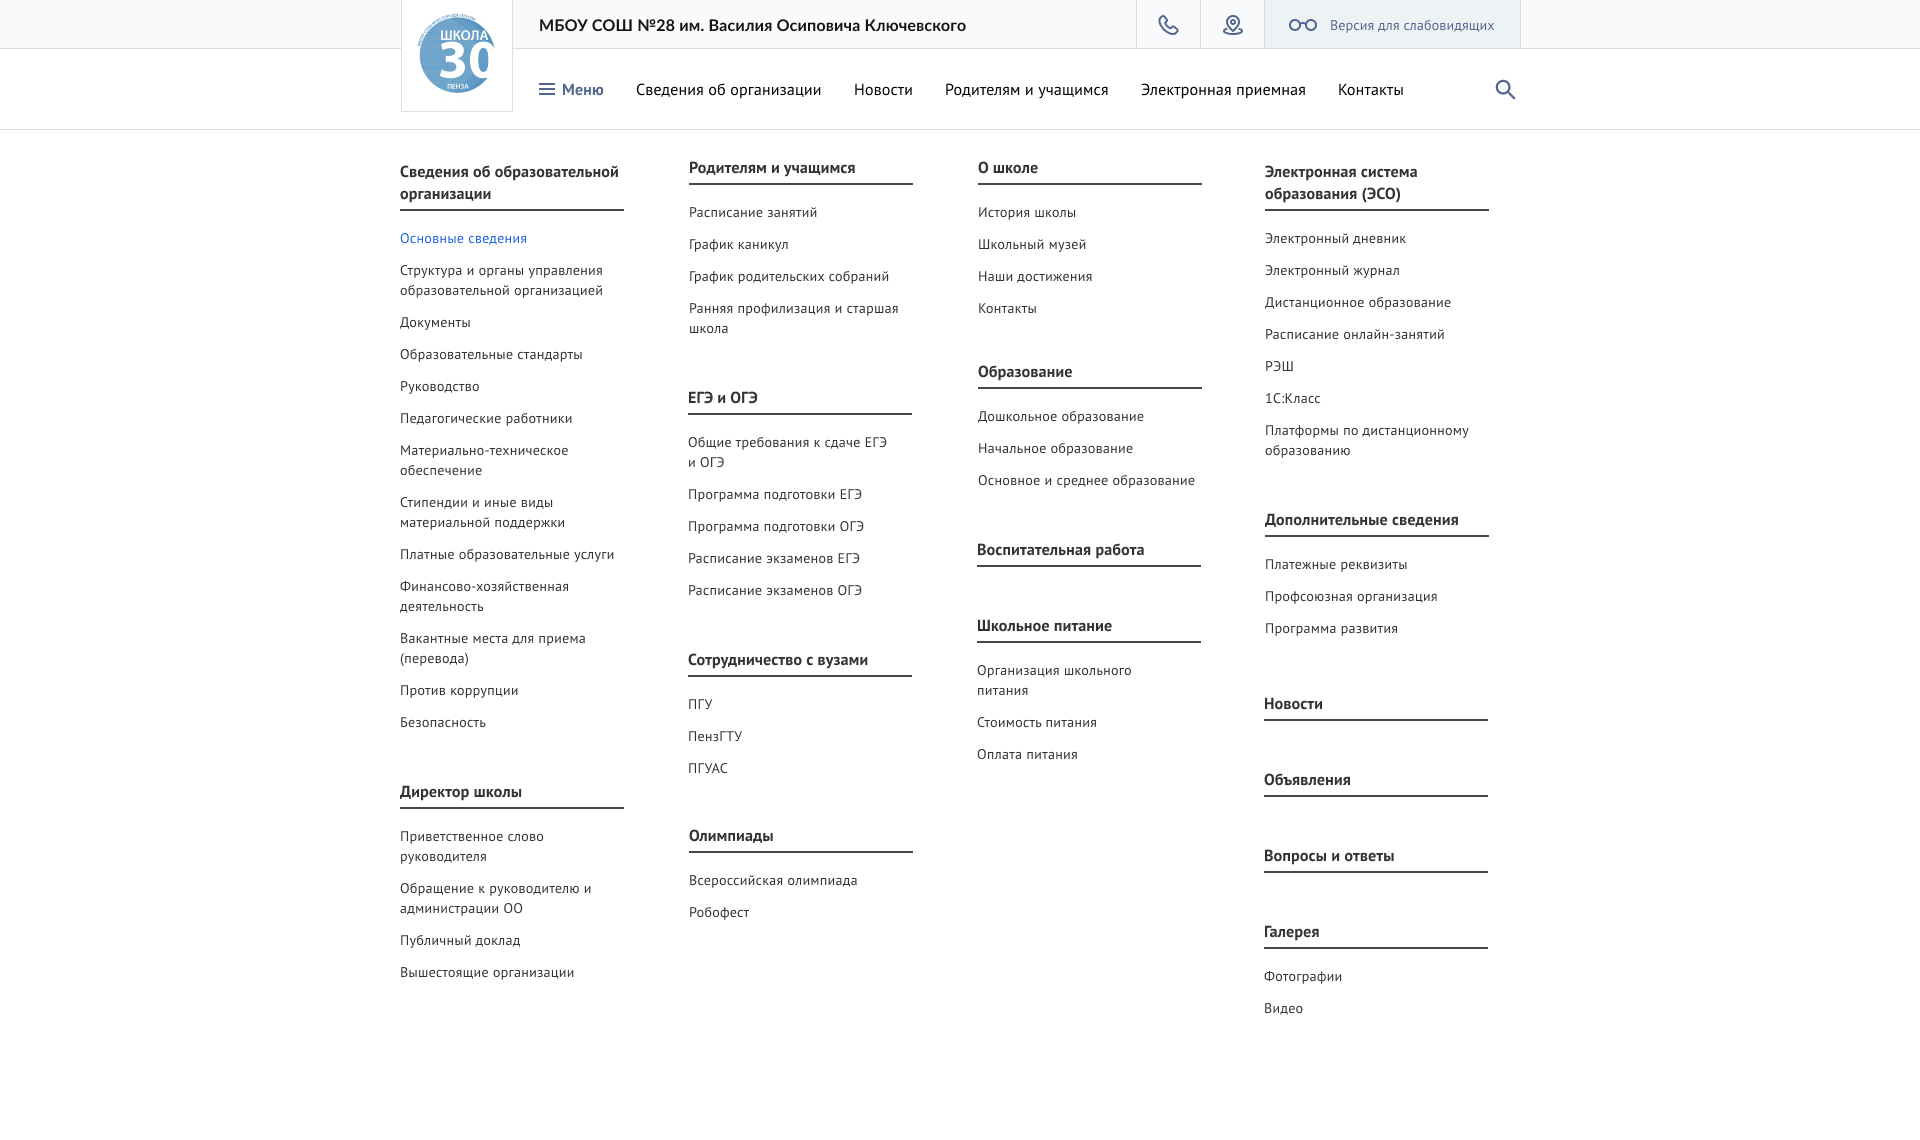 МБОУ СОШ №28 им. Василия Осиповича Ключевского
Версия для слабовидящих
ШКОЛА
30
ПЕНЗА
Меню
Сведения об организации
Новости
Родителям и учащимся
Электронная приемная
Контакты
Сведения об образовательной
организации
Основные сведения
Структура и органы управления
образовательной организацией
Документы
Образовательные стандарты
Руководство
Педагогические работники
Материально-техническое
обеспечение
Стипендии и иные виды
материальной поддержки
Платные образовательные услуги
Финансово-хозяйственная
деятельность
Вакантные места для приема
(перевода)
Против коррупции
Безопасность
Директор школы
Приветственное слово
руководителя
Обращение к руководителю и
администрации ОО
Публичный доклад
Вышестоящие организации
Родителям и учащимся
Расписание занятий
График каникул
График родительских собраний
Ранняя профилизация и старшая
школа
ЕГЭ и ОГЭ
Общие требования к сдаче ЕГЭ
и ОГЭ
Программа подготовки ЕГЭ
Программа подготовки ОГЭ
Расписание экзаменов ЕГЭ
Расписание экзаменов ОГЭ
Сотрудничество с вузами
ПГУ
ПензГТУ
ПГУАС
Олимпиады
Всероссийская олимпиада
Робофест
О школе
История школы
Школьный музей
Наши достижения
Контакты
Образование
Дошкольное образование
Начальное образование
Основное и среднее образование
Воспитательная работа
Школьное питание
Организация школьного
питания
Стоимость питания
Оплата питания
Электронная система
образования (ЭСО)
Электронный дневник
Электронный журнал
Дистанционное образование
Расписание онлайн-занятий
РЭШ
1С:Класс
Платформы по дистанционному
образованию
Дополнительные сведения
Платежные реквизиты
Профсоюзная организация
Программа развития
Новости
Объявления
Вопросы и ответы
Галерея
Фотографии
Видео